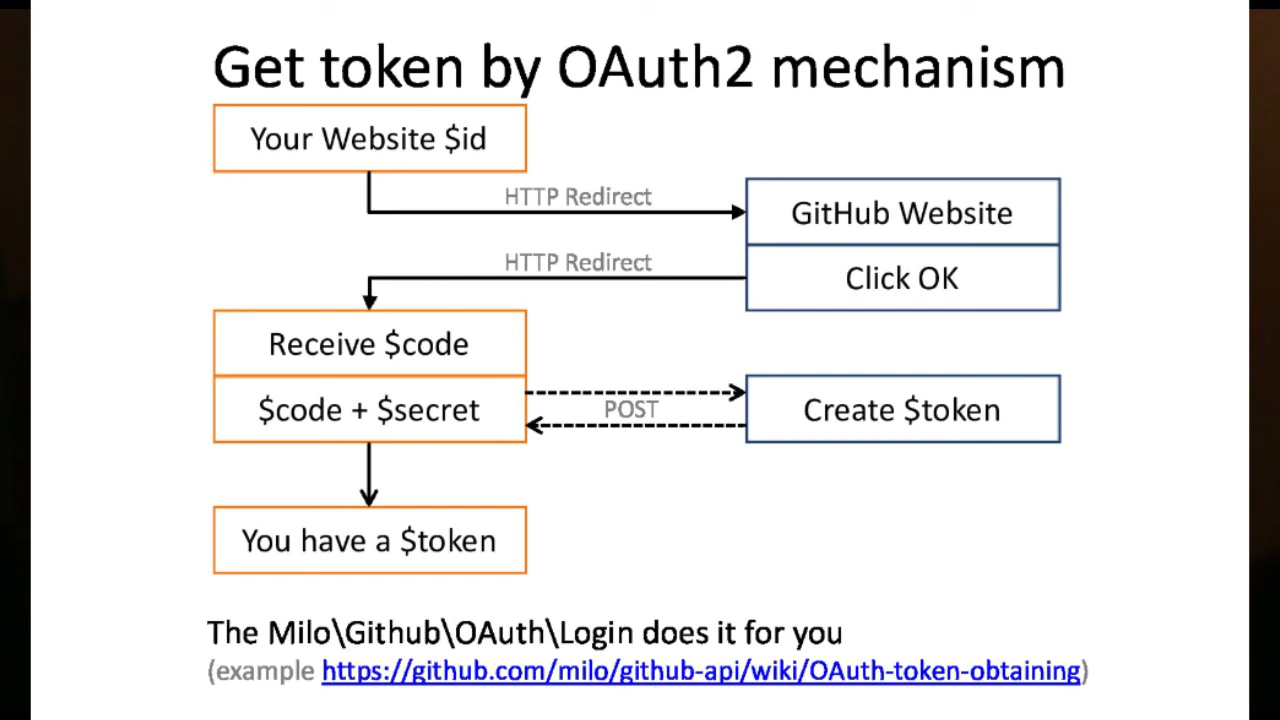 Get token by OAuth2 mechanism
Your Website $id
HTTP Redirect
GitHub Website
HTTP Redirect
Click OK
Receive $code
$code + $secret
POST
Create $token
You have a $token
The Milo\Github\OAuth\Login does it for you
(example https://github.com/milo/github-api/wiki/OAuth-token-obtaining)